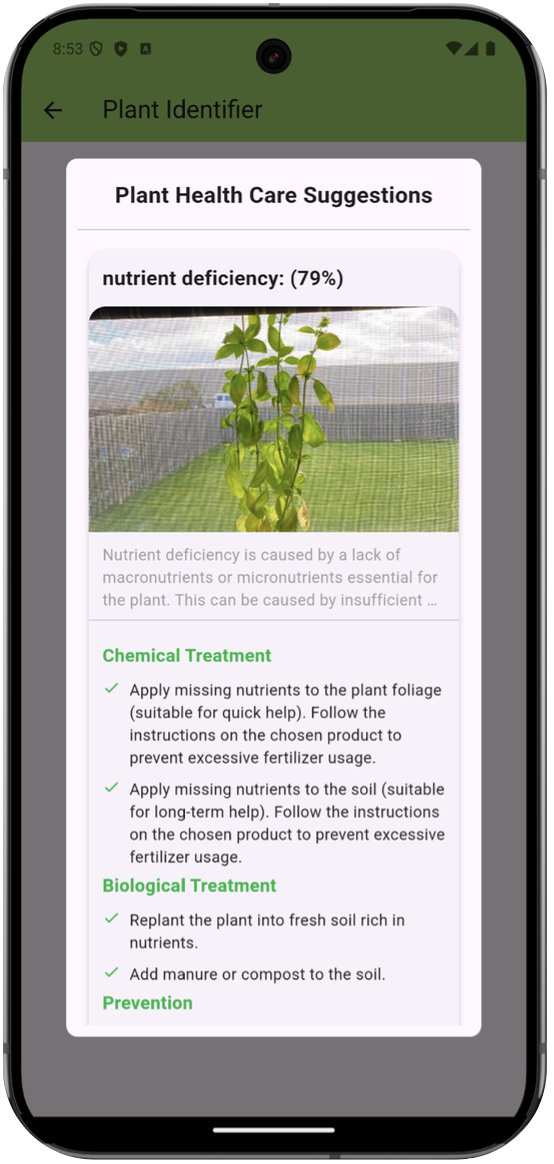 8:53
Plant Identifier
Plant Health Care Suggestions
nutrient deficiency: (79%)
Nutrient deficiency is caused by a lack of
macronutrients or micronutrients essential for
the plant. This can be caused by insufficient ...
Chemical Treatment
Apply missing nutrients to the plant foliage
(suitable for quick help). Follow the
instructions on the chosen product to
prevent excessive fertilizer usage.
Apply missing nutrients to the soil (suitable
for long-term help). Follow the instructions
on the chosen product to prevent excessive
fertilizer usage.
Biological Treatment
Replant the plant into fresh soil rich in
nutrients.
Add manure or compost to the soil.
Prevention